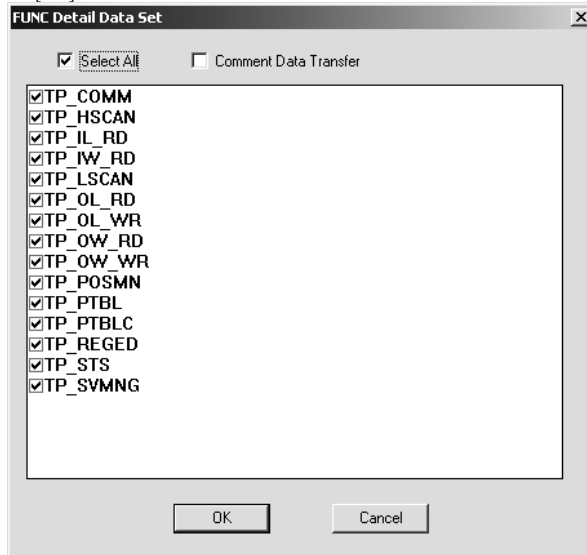 FUNC Detail Data Set
Select All Comment Data Transfer
TP_COMM
TP_HSCAN
TP_IL_RD
TP_IW_RD
TP_LSCAN
TP_OL_RD
TP_OL_WR
TP_OW_RD
TP_OW_WR
TP_POSMN
TP_PTBL
TP_PTBLC
TP_REGED
TP_STS
TP_SVMNG
OK Cancel